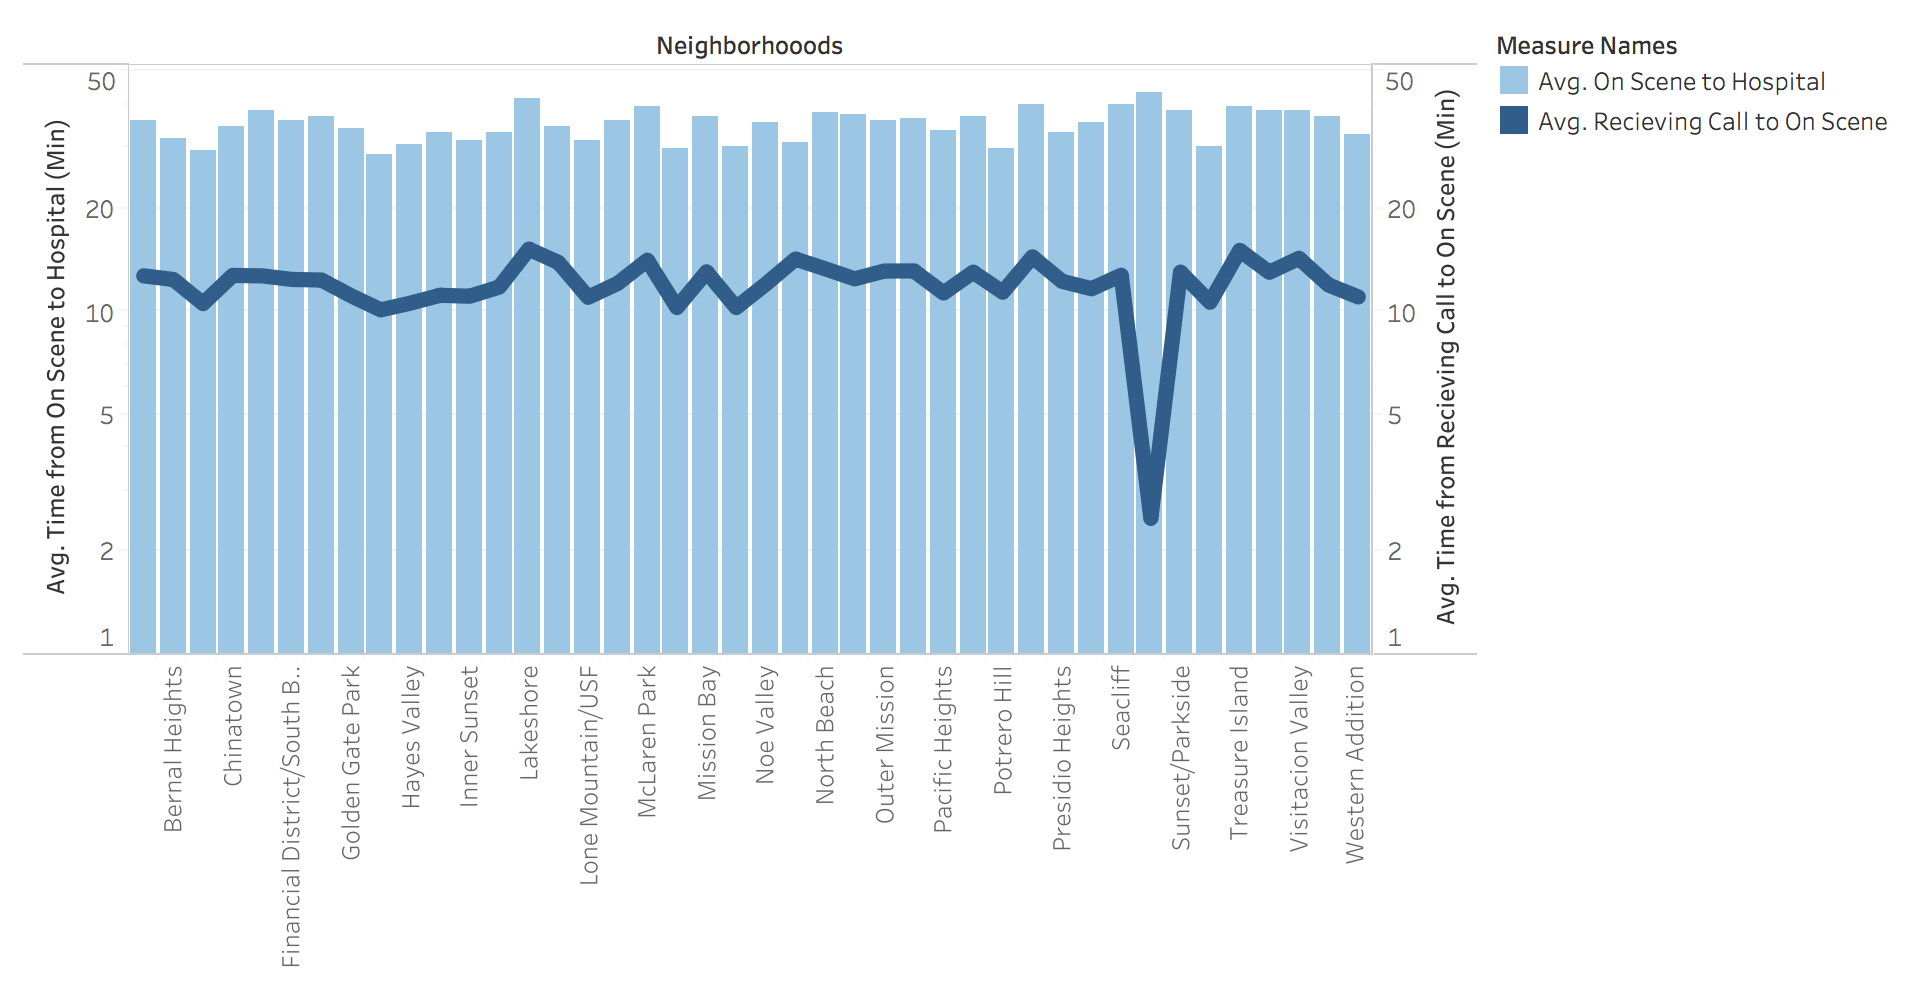 Neighborhooods
Measure Names
Avg. On Scene to Hospital
Avg. Recieving Call to On Scene
Avg. Time from On Scene to Hospital (Min)
50
20
10
5
2
1
50
20
10
5
2
1
Avg. Time from Recieving Call to On Scene (Min)
Bernal Heights
Chinatown
Financial District/South B..
Golden Gate Park
Hayes Valley
Inner Sunset
Lakeshore
Lone Mountain/USF
McLaren Park
Mission Bay
Noe Valley
North Beach
Outer Mission
Pacific Heights
Potrero Hill
Presidio Heights
Seacliff
Sunset/Parkside
Treasure Island
Visitacion Valley
Western Addition